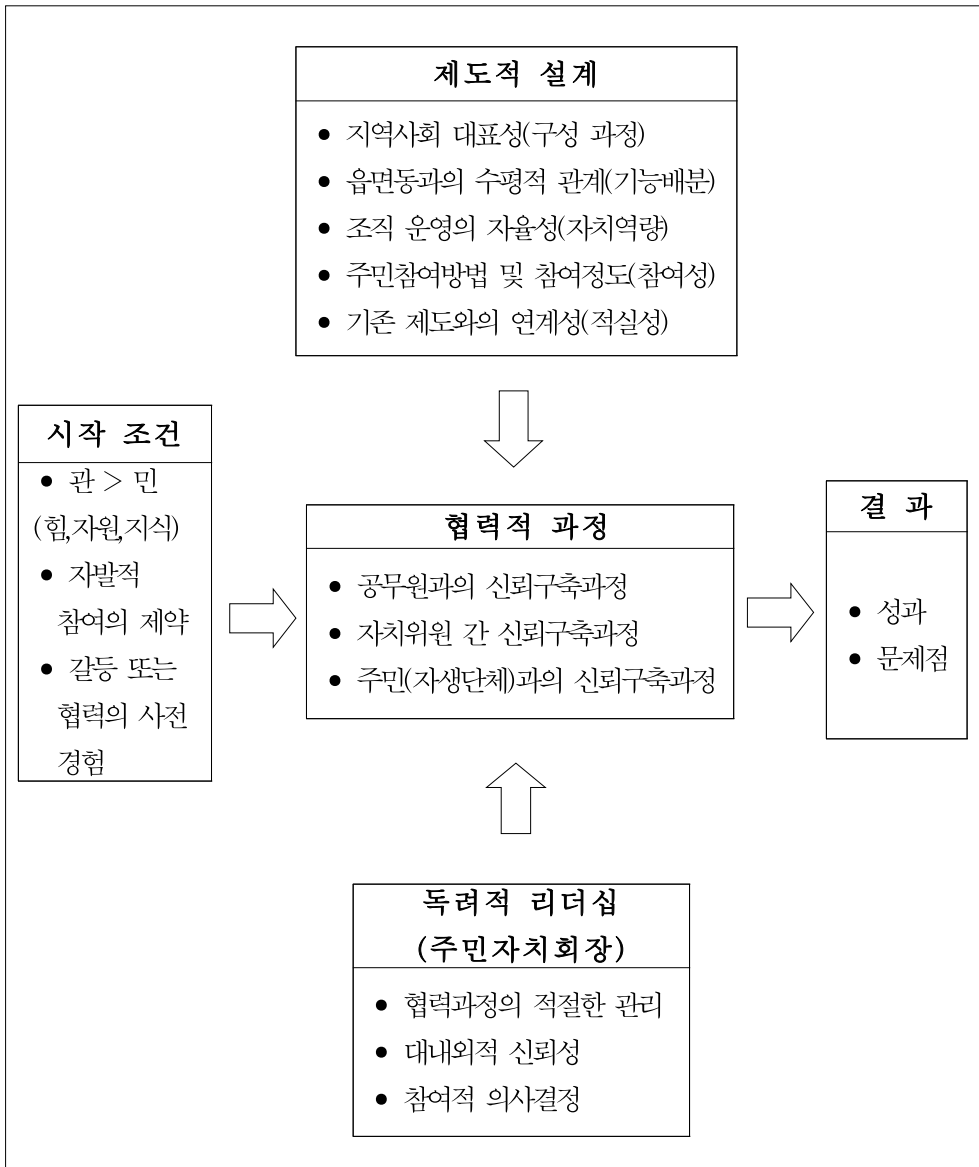 제도적 설계
● 지역사회 대표성(구성 과정)
● 읍면동과의 수평적 관계(기능배분)
● 조직 운영의 자율성(자치역량)
● 주민참여방법 및 참여정도(참여성)
● 기존 제도와의 연계성(적실성)
시작 조건
● 관 > 민
(힘,자원,지식)
● 자발적
참여의 제약
● 갈등 또는
협력의 사전
경험
협력적 과정
● 공무원과의 신뢰구축과정
● 자치위원 간 신뢰구축과정
● 주민(자생단체)과의 신뢰구축과정
결 과
● 성과
● 문제점
독려적 리더십
(주민자치회장)
● 협력과정의 적절한 관리
● 대내외적 신뢰성
● 참여적 의사결정